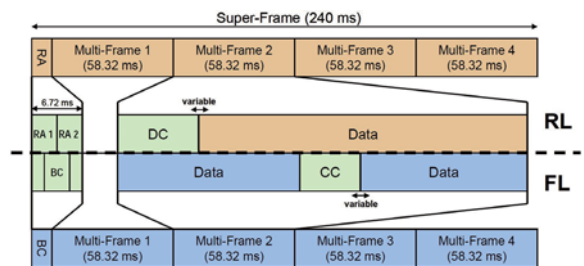 Super-Frame (240 ms)
RA
Multi-Frame 1
(58.32 ms)
Multi-Frame 2
(58.32 ms)
Multi-Frame 3
(58.32 ms)
Multi-Frame 4
(58.32 ms)
6.72 ms
variable
RA 1
RA 2
DC
Data
RL
BC
Data
CC
Data
FL
variable
BC
Multi-Frame 1
(58.32 ms)
Multi-Frame 2
(58.32 ms)
Multi-Frame 3
(58.32 ms)
Multi-Frame 4
(58.32 ms)